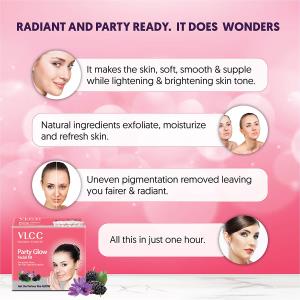 RADIANT AND PARTY READY. IT DOES WONDERS
It makes the skin, soft, smooth & supple
while lightening & brightening skin tone.
Natural ingredients exfoliate, moisturize
and refresh skin.
Uneven pigmentation removed leaving
you fairer & radiant.
All this in just one hour.
VLCC
Party Glow
Facial Kit